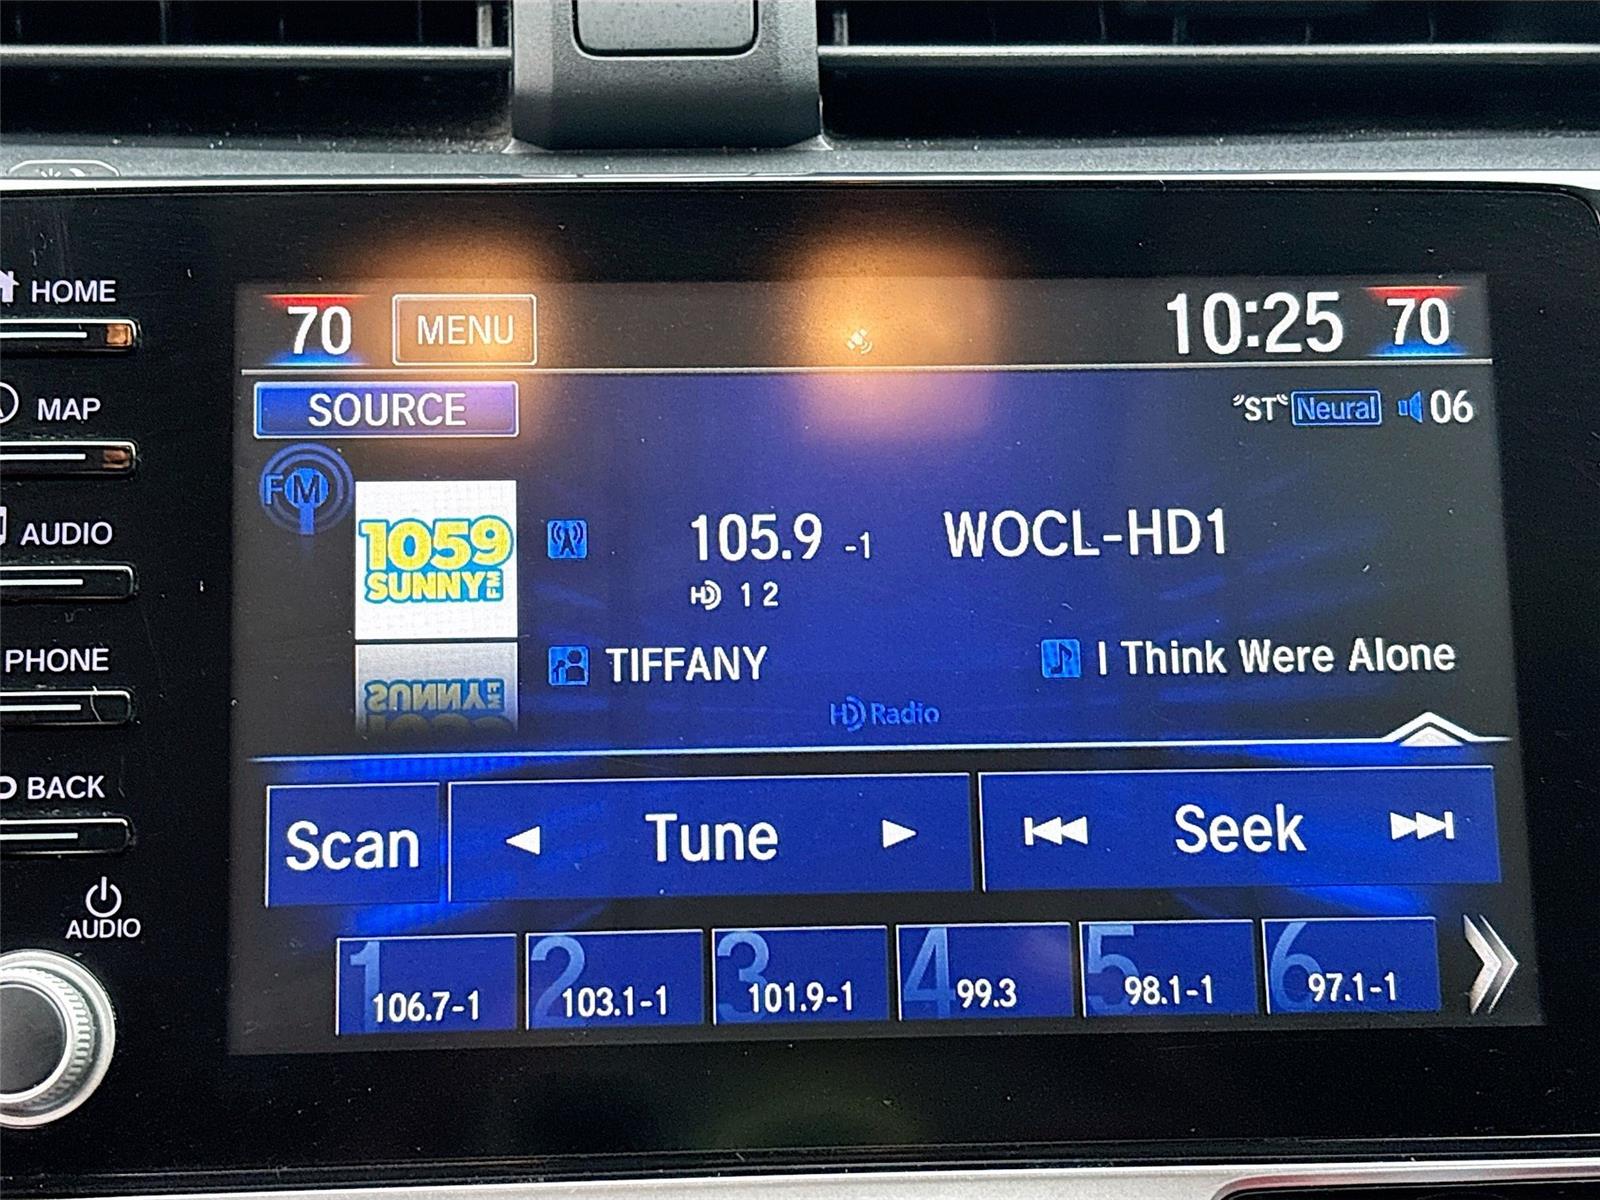 HOME
70 MENU 10:25 70
MAP
SOURCE "ST" Neural 06
FM
AUDIO
1059
SUNNY FM
105.9 -1 WOCL-HD1
HD 1 2
PHONE
TIFFANY I Think Were Alone
HD Radio
BACK
Scan Tune Seek
AUDIO
1 106.7-1 2 103.1-1 3 101.9-1 4 99.3 5 98.1-1 6 97.1-1